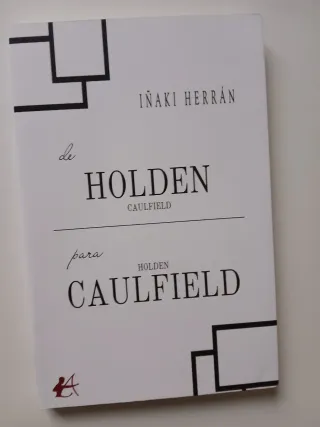 IÑAKI HERRÁN
de
HOLDEN
CAULFIELD
para
HOLDEN
CAULFIELD
A